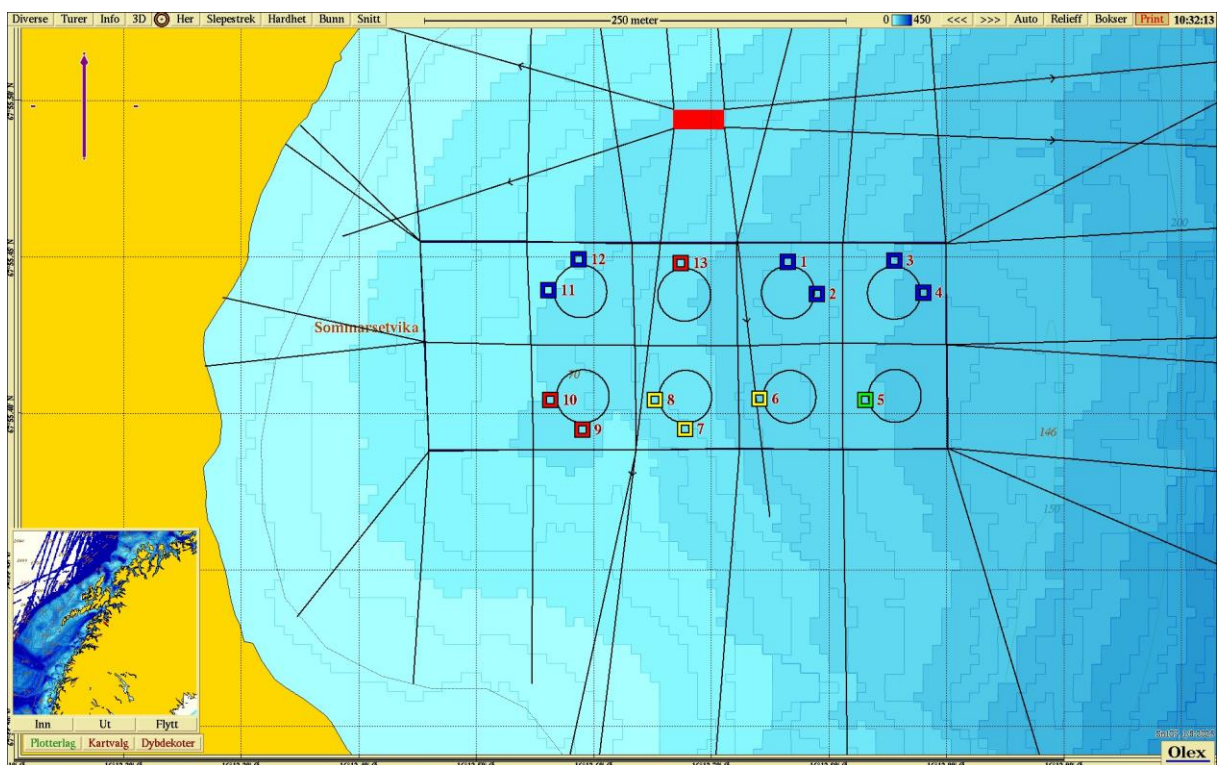 Diverse Turer Info 3D Her Slepestrek Hardhet Bunn Snitt 250 meter 0 450 <<< >>> Auto Relieff Bokser Print 10:32:13
200
12 13 1 3
11 2 4
Sommarsetvika
70
10 8 6 5
9 7
146
150
Inn Ut Flytt
Plotterlag Kartvalg Dybdekoter
Olex